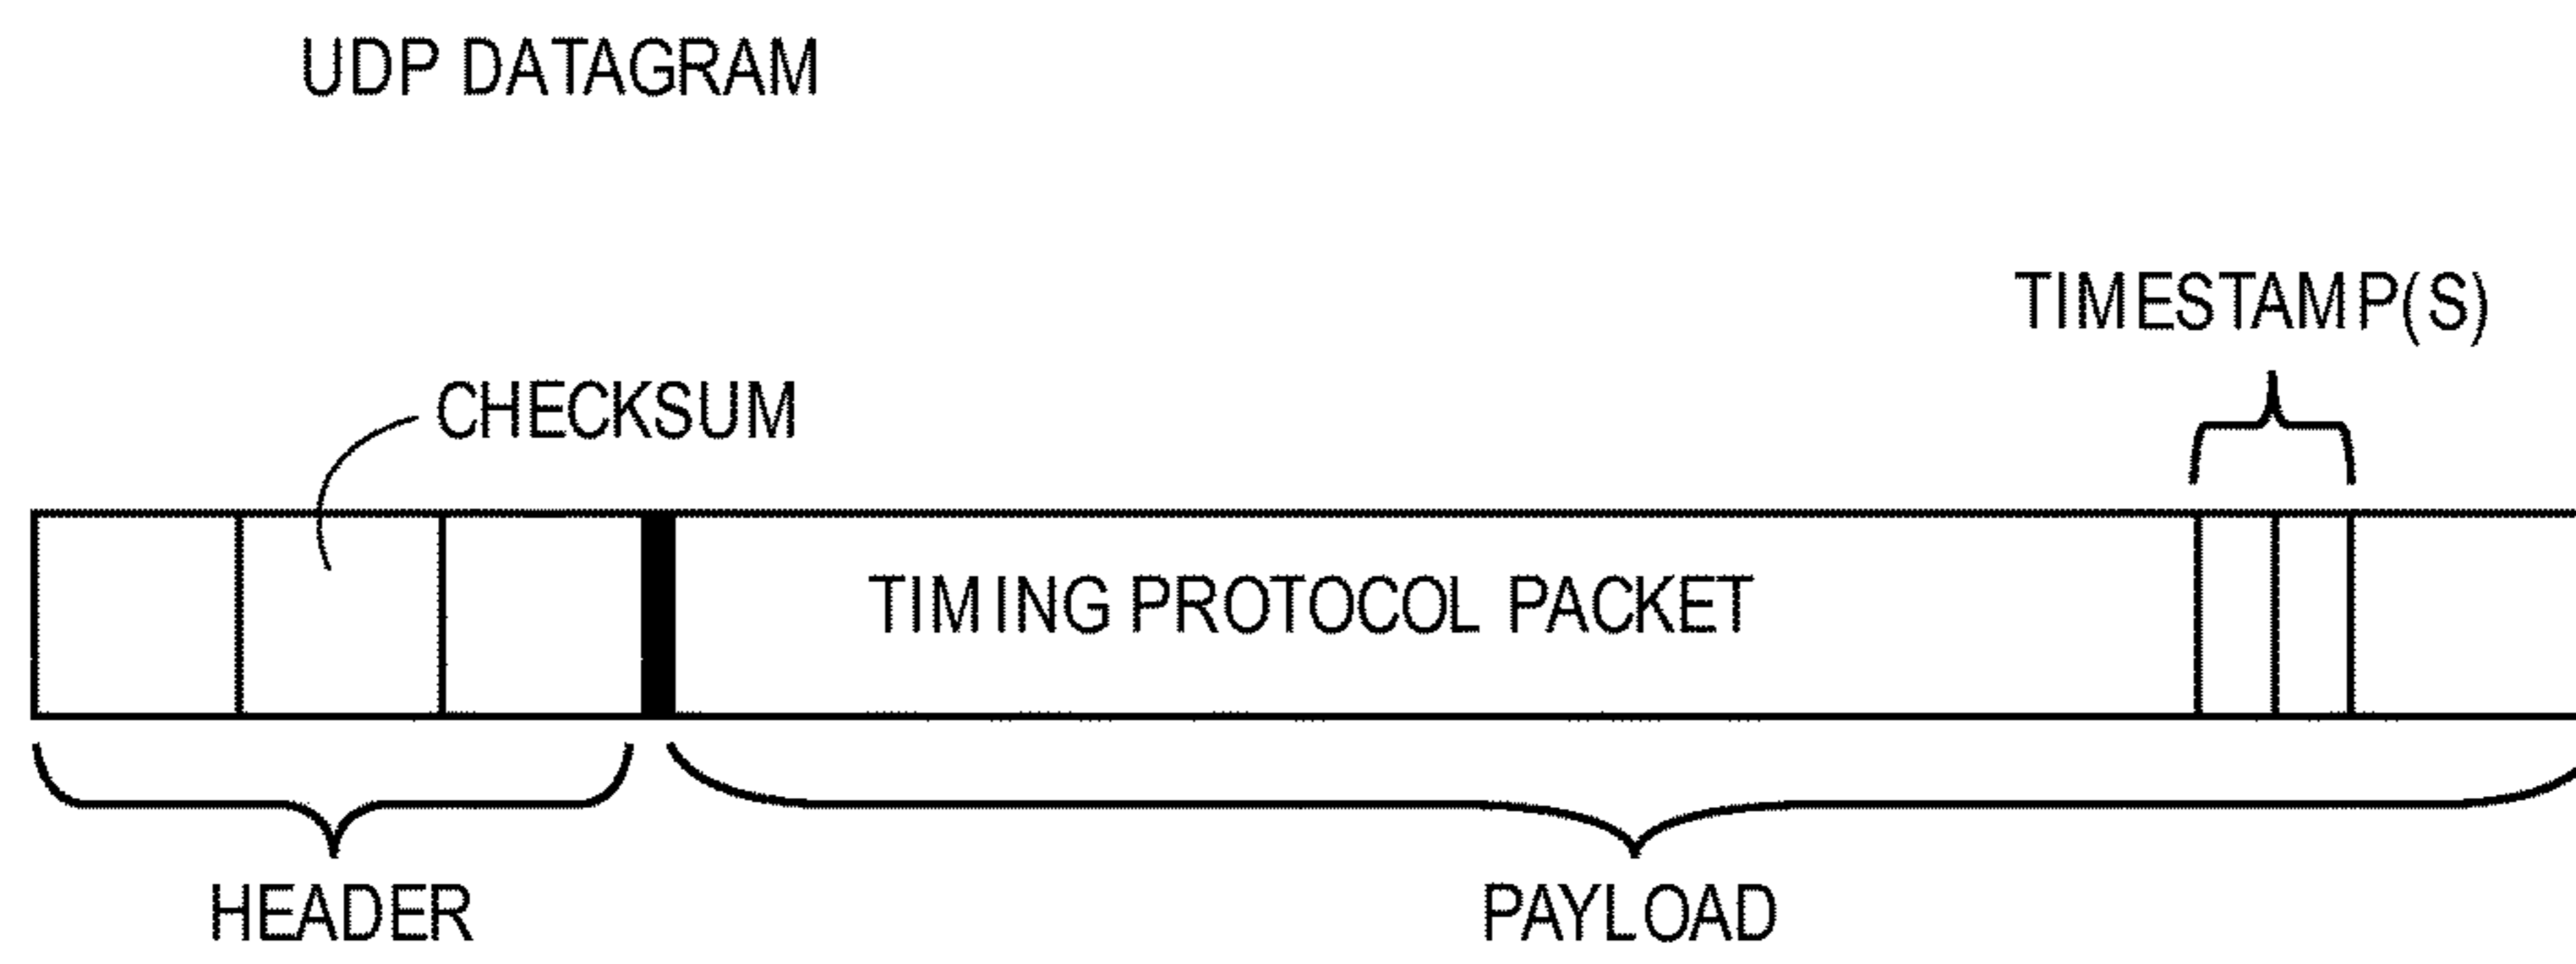 UDP DATAGRAM
TIMESTAMP(S)
CHECKSUM
TIMING PROTOCOL PACKET
HEADER
PAYLOAD